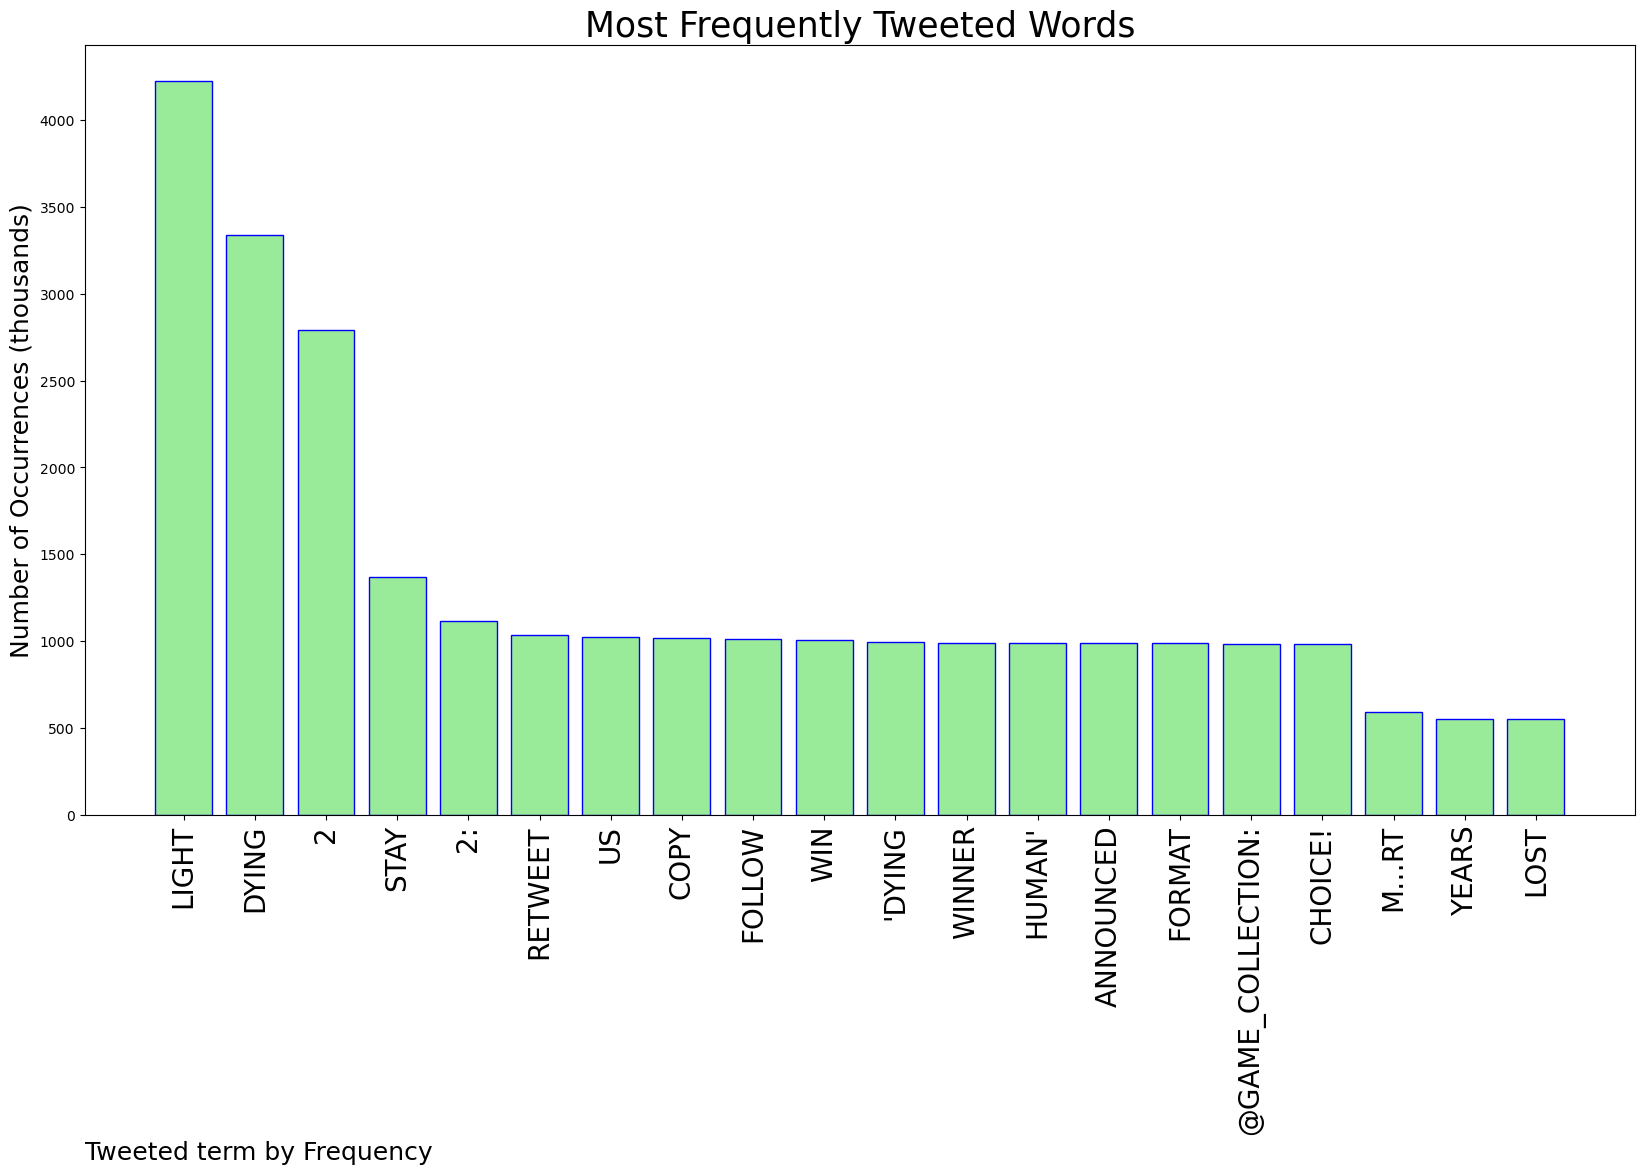 Most Frequently Tweeted Words
Number of Occurrences (thousands)
4000
3500
3000
2500
2000
1500
1000
500
0
LIGHT
DYING
2
STAY
2:
RETWEET
US
COPY
FOLLOW
WIN
'DYING
WINNER
HUMAN'
ANNOUNCED
FORMAT
@GAME_COLLECTION:
CHOICE!
M...RT
YEARS
LOST
Tweeted term by Frequency